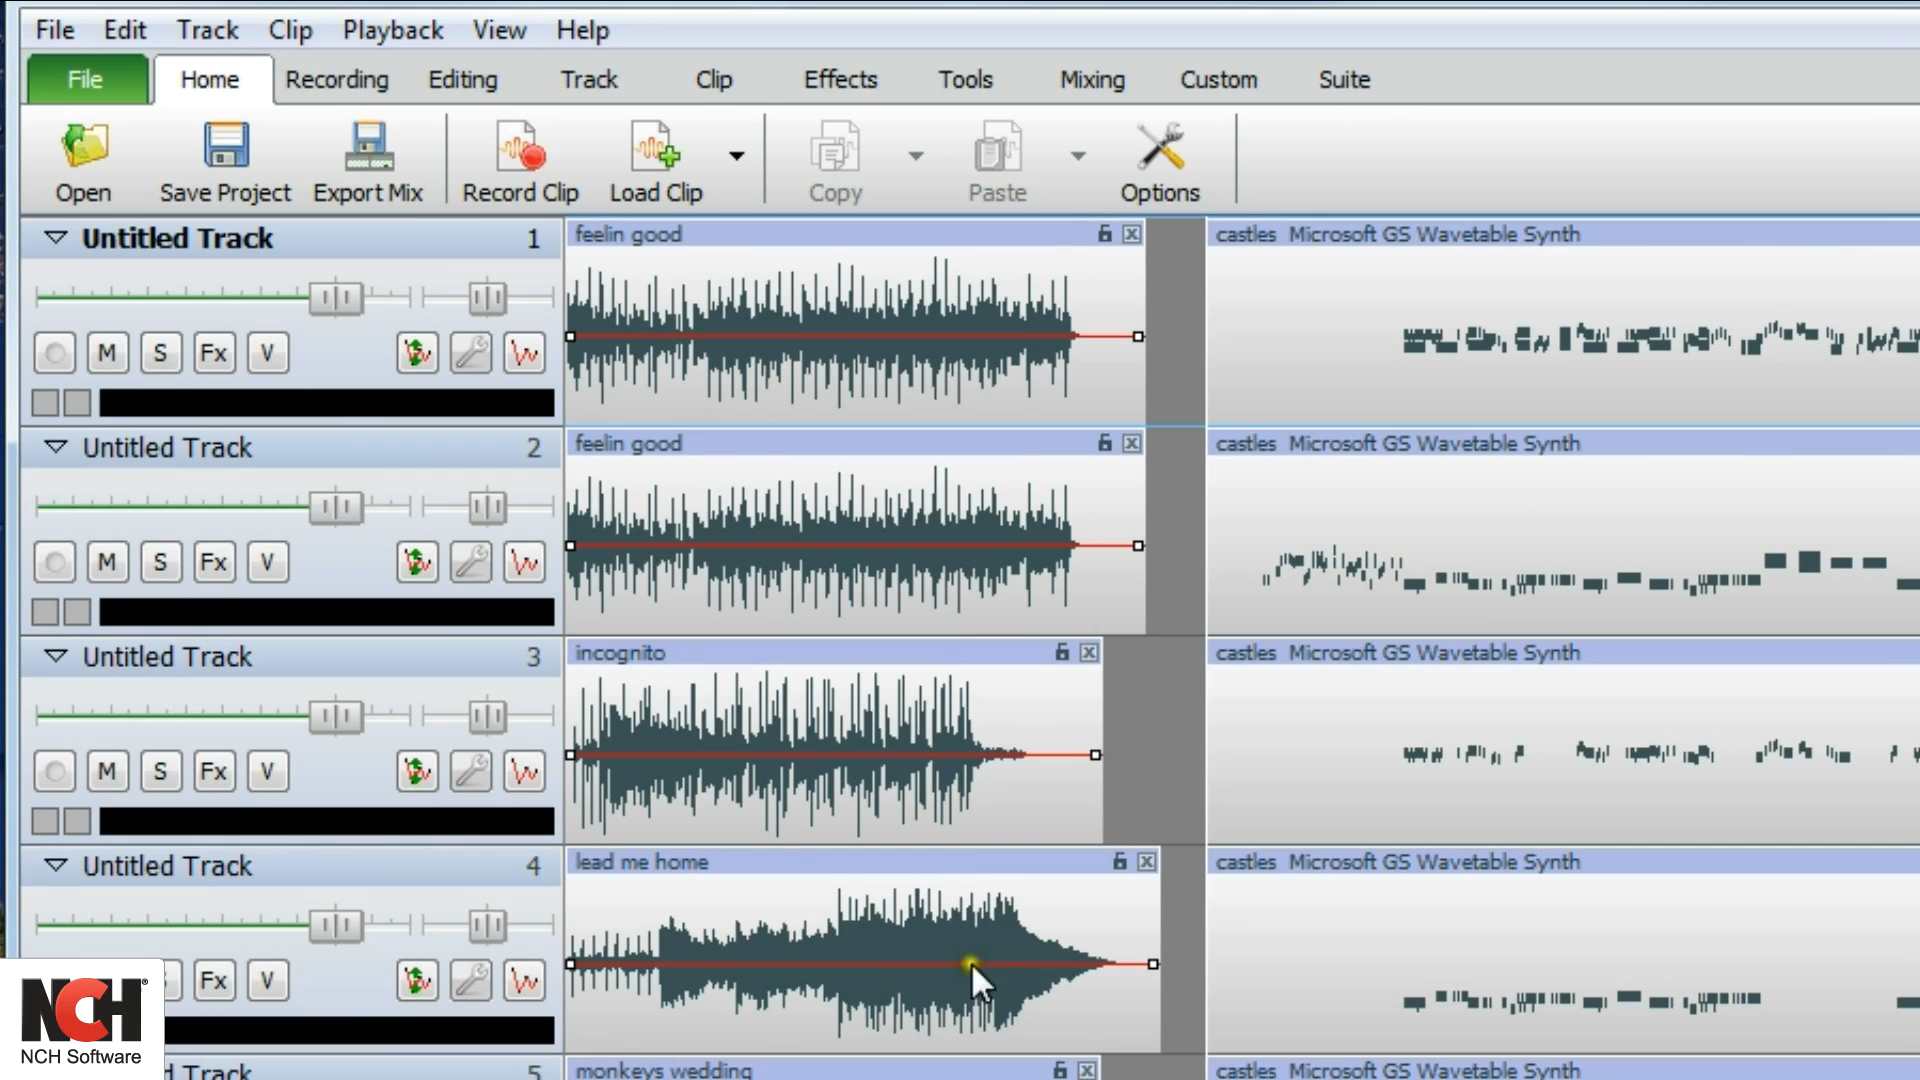 File Edit Track Clip Playback View Help
File Home Recording Editing Track Clip Effects Tools Mixing Custom Suite
Open Save Project Export Mix Record Clip Load Clip Copy Paste Options
Untitled Track 1
feelin good
castles Microsoft GS Wavetable Synth
M S Fx V
Untitled Track 2
feelin good
castles Microsoft GS Wavetable Synth
M S Fx V
Untitled Track 3
incognito
castles Microsoft GS Wavetable Synth
M S Fx V
Untitled Track 4
lead me home
castles Microsoft GS Wavetable Synth
Fx V
NCH®
NCH Software
d Track 5
monkeys wedding
castles Microsoft GS Wavetable Synth